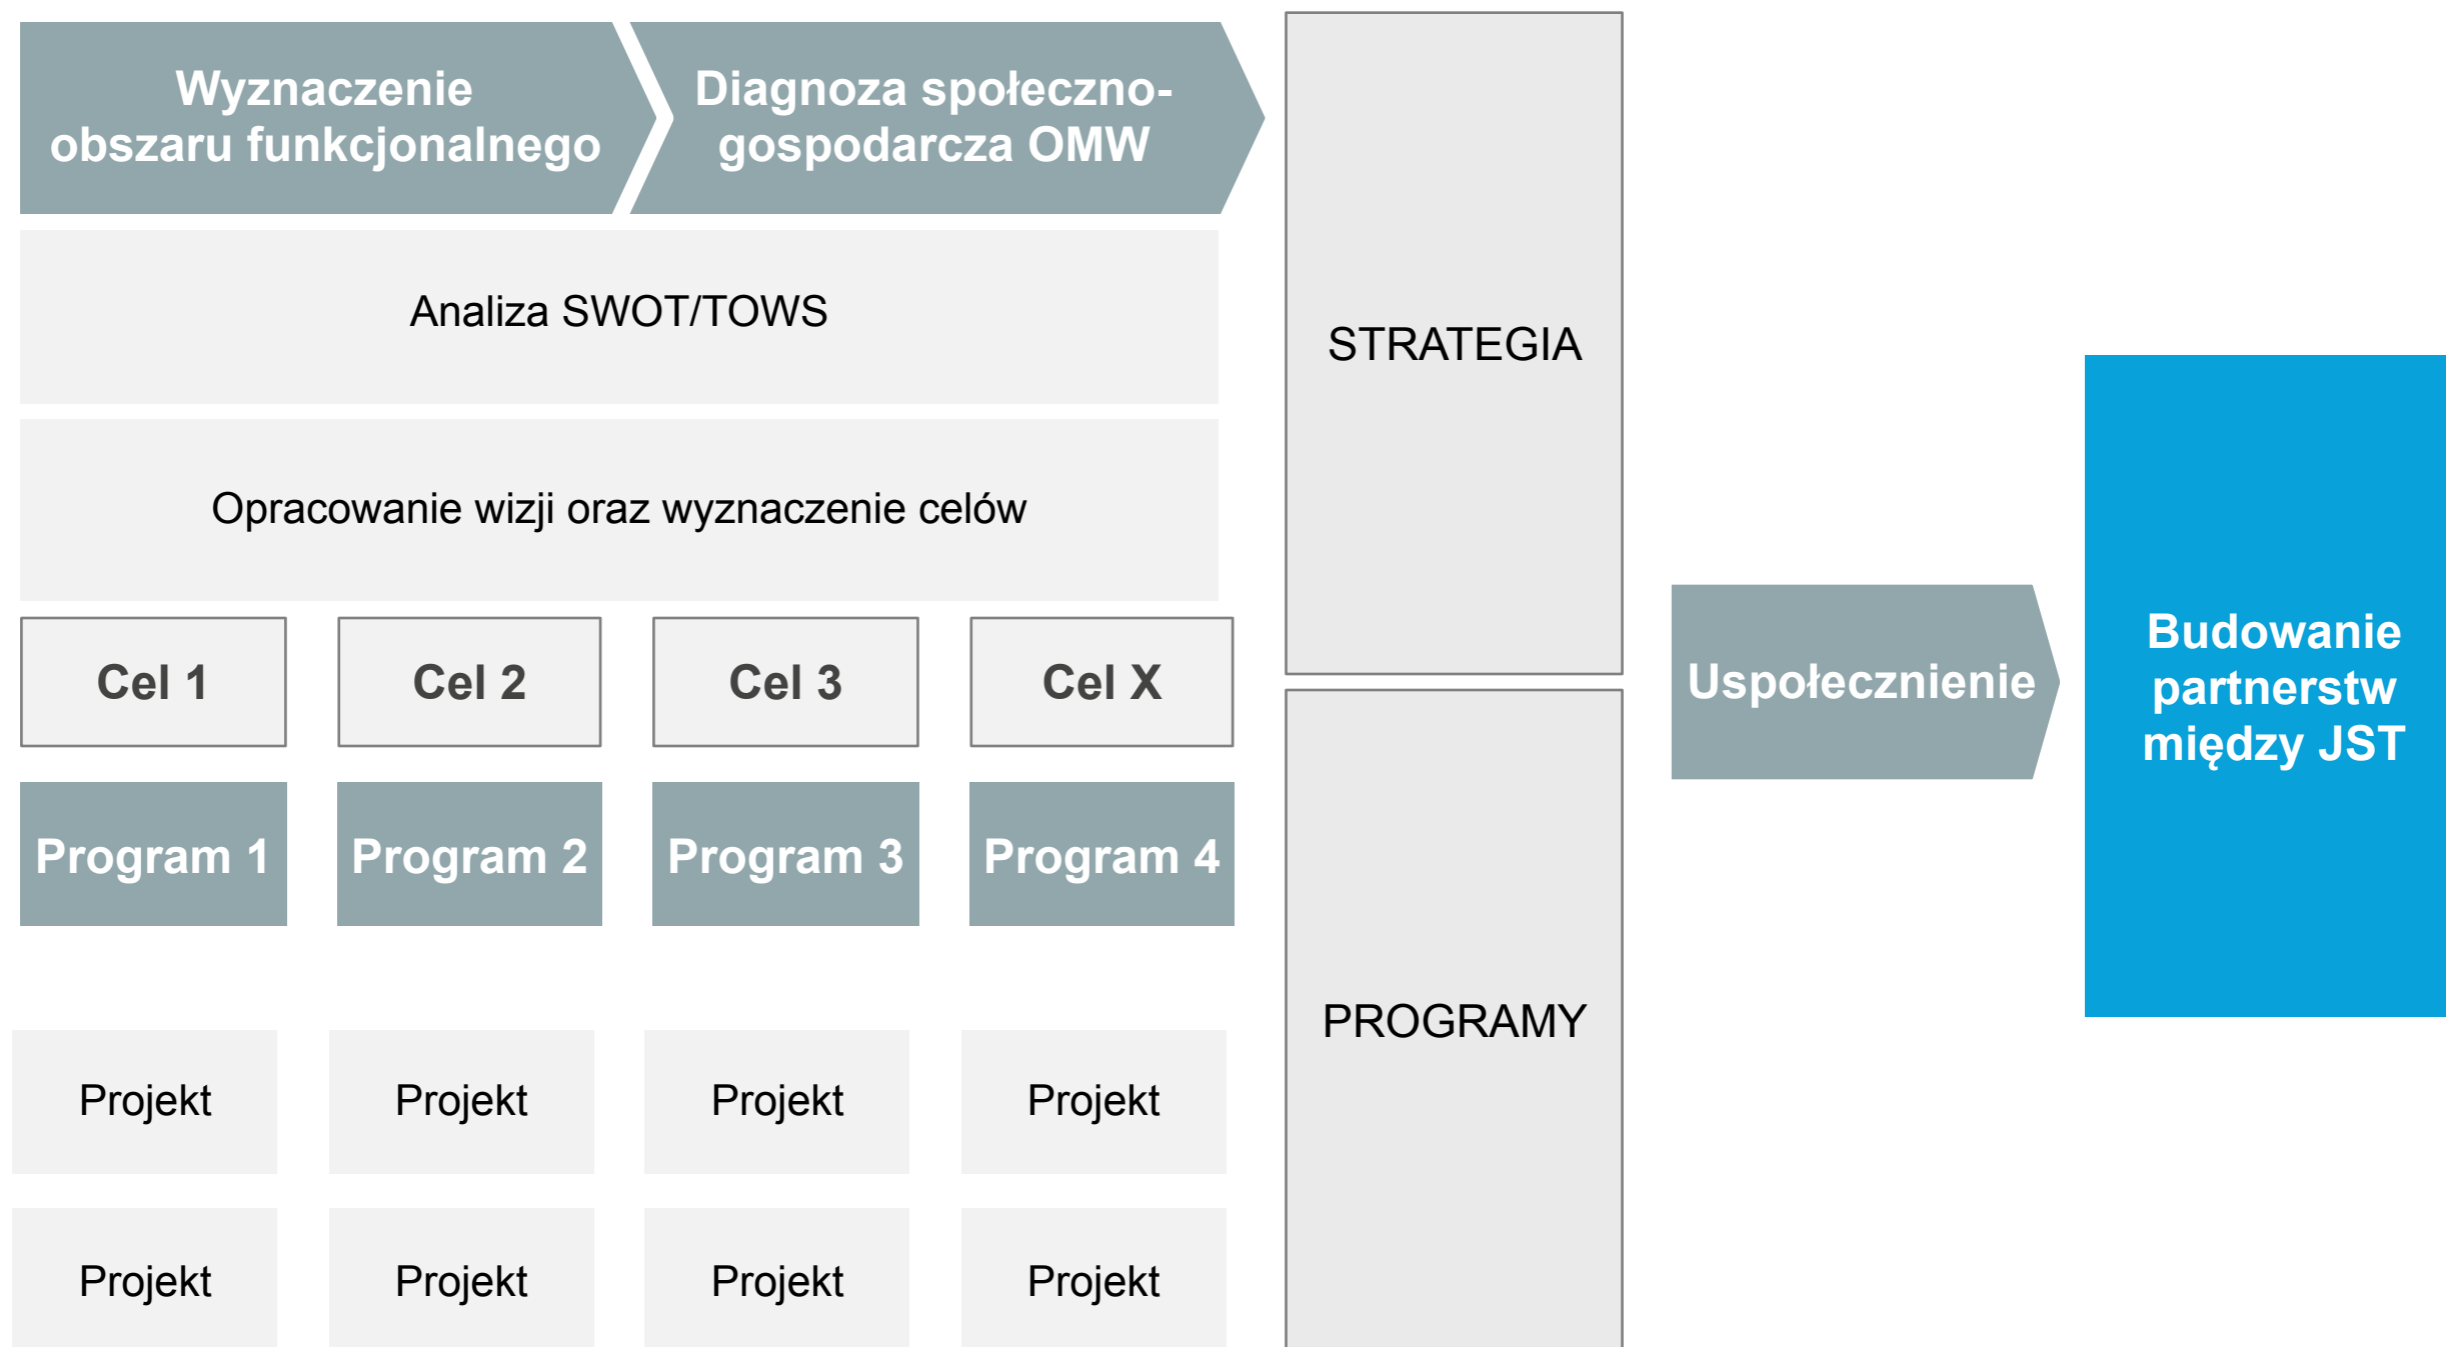 Wyznaczenie
obszaru funkcjonalnego
Diagnoza społeczno-
gospodarcza OMW
Analiza SWOT/TOWS
Opracowanie wizji oraz wyznaczenie celów
Cel 1
Cel 2
Cel 3
Cel X
Program 1
Program 2
Program 3
Program 4
Projekt
Projekt
Projekt
Projekt
Projekt
Projekt
Projekt
Projekt
STRATEGIA
PROGRAMY
Uspołecznienie
Budowanie
partnerstw
między JST